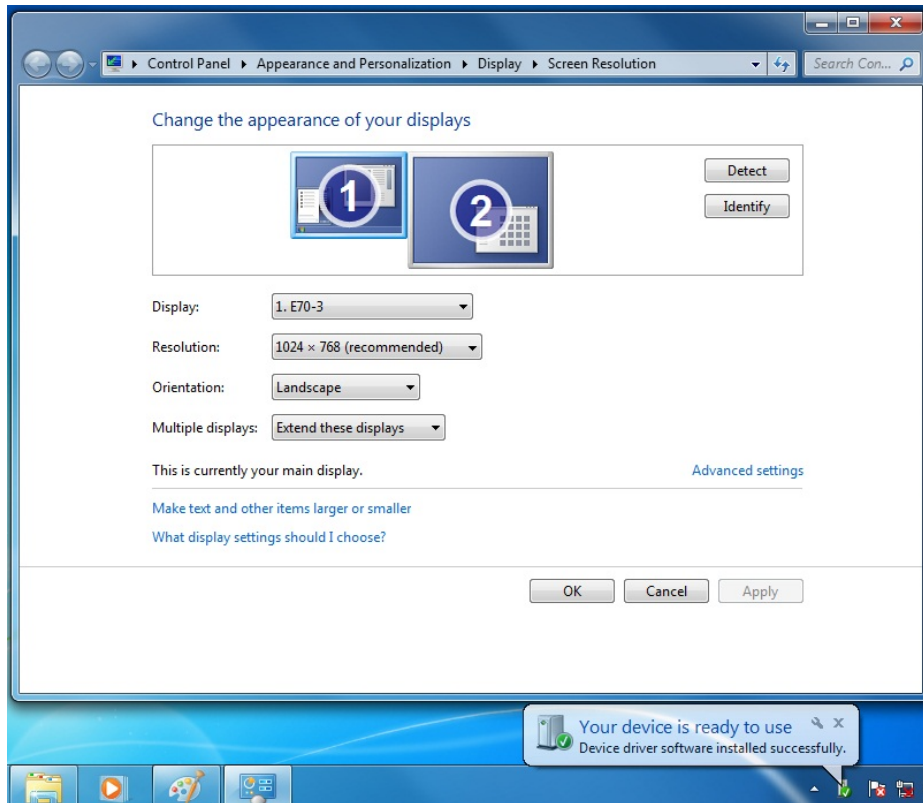 Control Panel ▸ Appearance and Personalization ▸ Display ▸ Screen Resolution
Search Con...
Change the appearance of your displays
1
2
Detect
Identify
Display: 1. E70-3
Resolution: 1024 × 768 (recommended)
Orientation: Landscape
Multiple displays: Extend these displays
This is currently your main display. Advanced settings
Make text and other items larger or smaller
What display settings should I choose?
OK Cancel Apply
Your device is ready to use
Device driver software installed successfully.